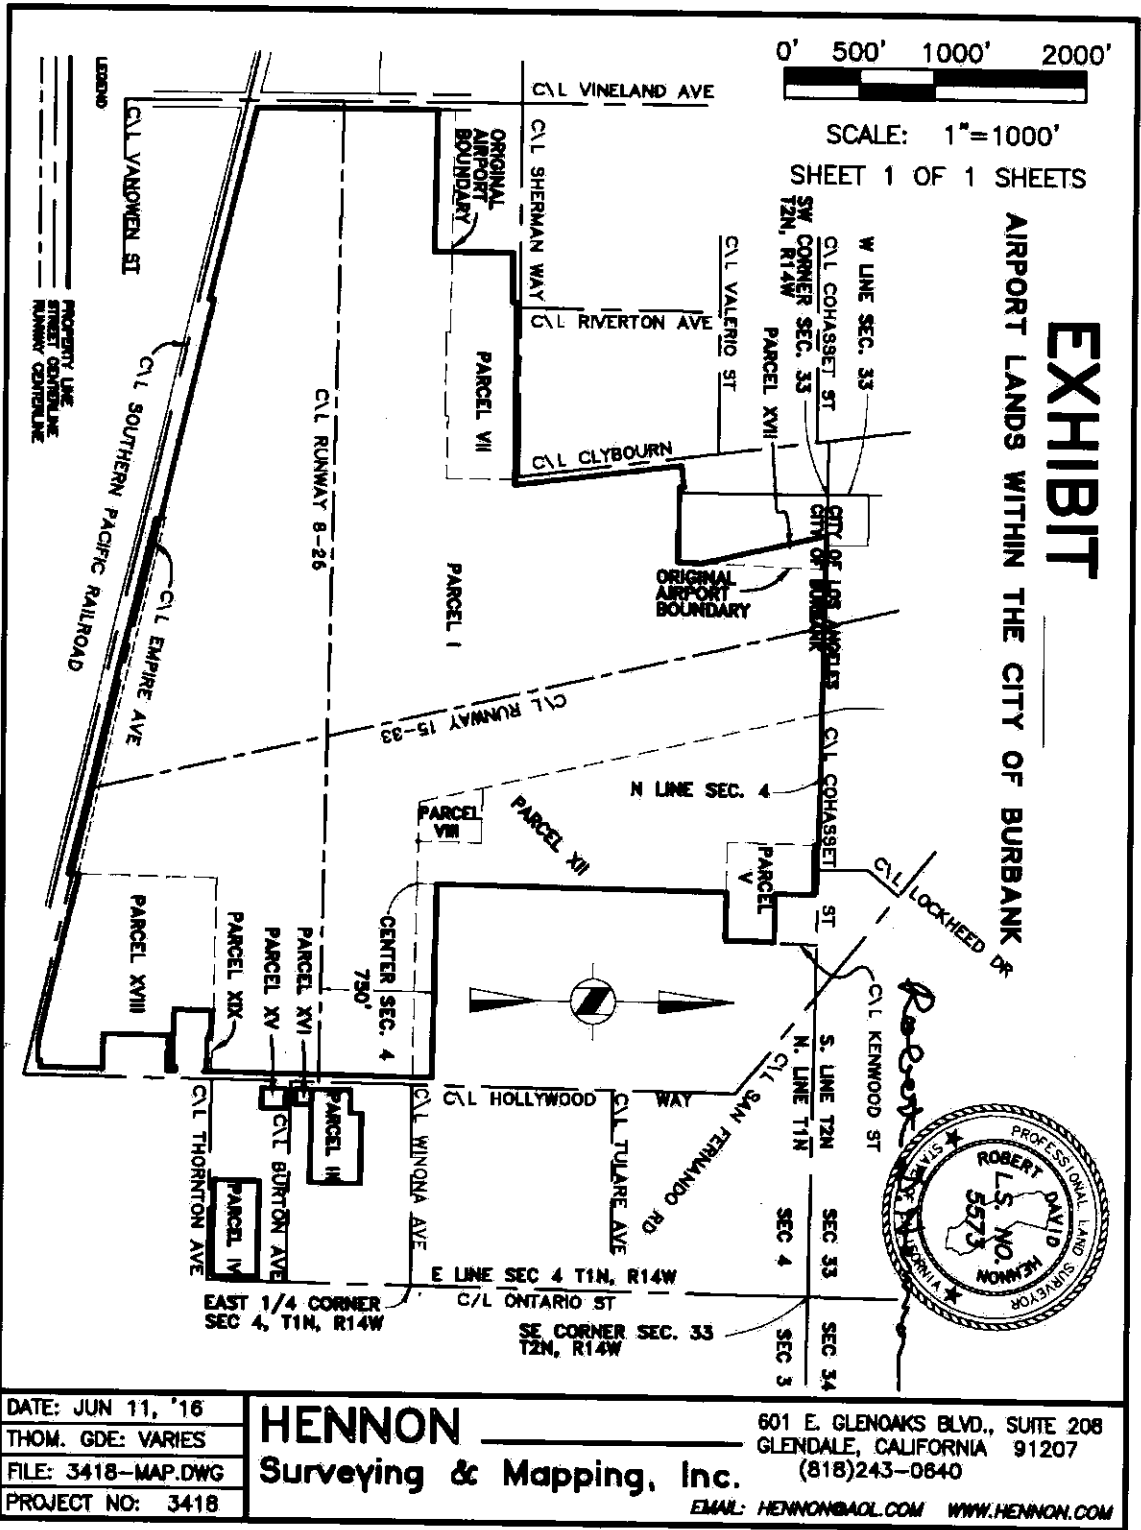 0' 500' 1000' 2000'
SCALE: 1"=1000'
SHEET 1 OF 1 SHEETS
EXHIBIT
AIRPORT LANDS WITHIN THE CITY OF BURBANK
LEGEND
PROPERTY LINE
STREET CENTERLINE
RUNWAY CENTERLINE
C\L VANOWEN ST
C\L VINELAND AVE
C\L SHERMAN WAY
ORIGINAL
AIRPORT
BOUNDARY
C\L RIVERTON AVE
C\L VALERIO ST
W LINE SEC. 33
C\L COHASSET ST
SW CORNER SEC. 33
T2N, R14W
PARCEL XVII
PARCEL VII
C\L CLYBOURN
C\L RUNWAY 8-26
C\L SOUTHERN PACIFIC RAILROAD
C\L EMPIRE AVE
PARCEL I
ORIGINAL
AIRPORT
BOUNDARY
CITY OF LOS ANGELES
CITY OF BURBANK
C\L RUNWAY 15-33
N LINE SEC. 4
C\L COHASSET ST
PARCEL
VIII
PARCEL XII
PARCEL
V
C\L LOCKHEED DR
C\L KENWOOD ST
PARCEL XVIII
PARCEL XIX
PARCEL XV
PARCEL XVI
750'
CENTER SEC. 4
C\L SAN FERNANDO RD
S. LINE T2N
N. LINE T1N
C\L HOLLYWOOD WAY
C\L THORNTON AVE
C\L BURTON AVE
C\L WINONA AVE
C\L TULARE AVE
PARCEL IV
SEC 33
SEC 4
SEC 34
SEC 3
E LINE SEC 4 T1N, R14W
C/L ONTARIO ST
EAST 1/4 CORNER
SEC 4, T1N, R14W
SE CORNER SEC. 33
T2N, R14W
PROFESSIONAL LAND SURVEYOR
ROBERT DAVID HENNON
L.S. NO.
5573
STATE OF CALIFORNIA
DATE: JUN 11, '16
THOM. GDE: VARIES
FILE: 3418-MAP.DWG
PROJECT NO: 3418
HENNON
Surveying & Mapping, Inc.
601 E. GLENOAKS BLVD., SUITE 208
GLENDALE, CALIFORNIA 91207
(818)243-0640
EMAIL: HENNON@AOL.COM WWW.HENNON.COM